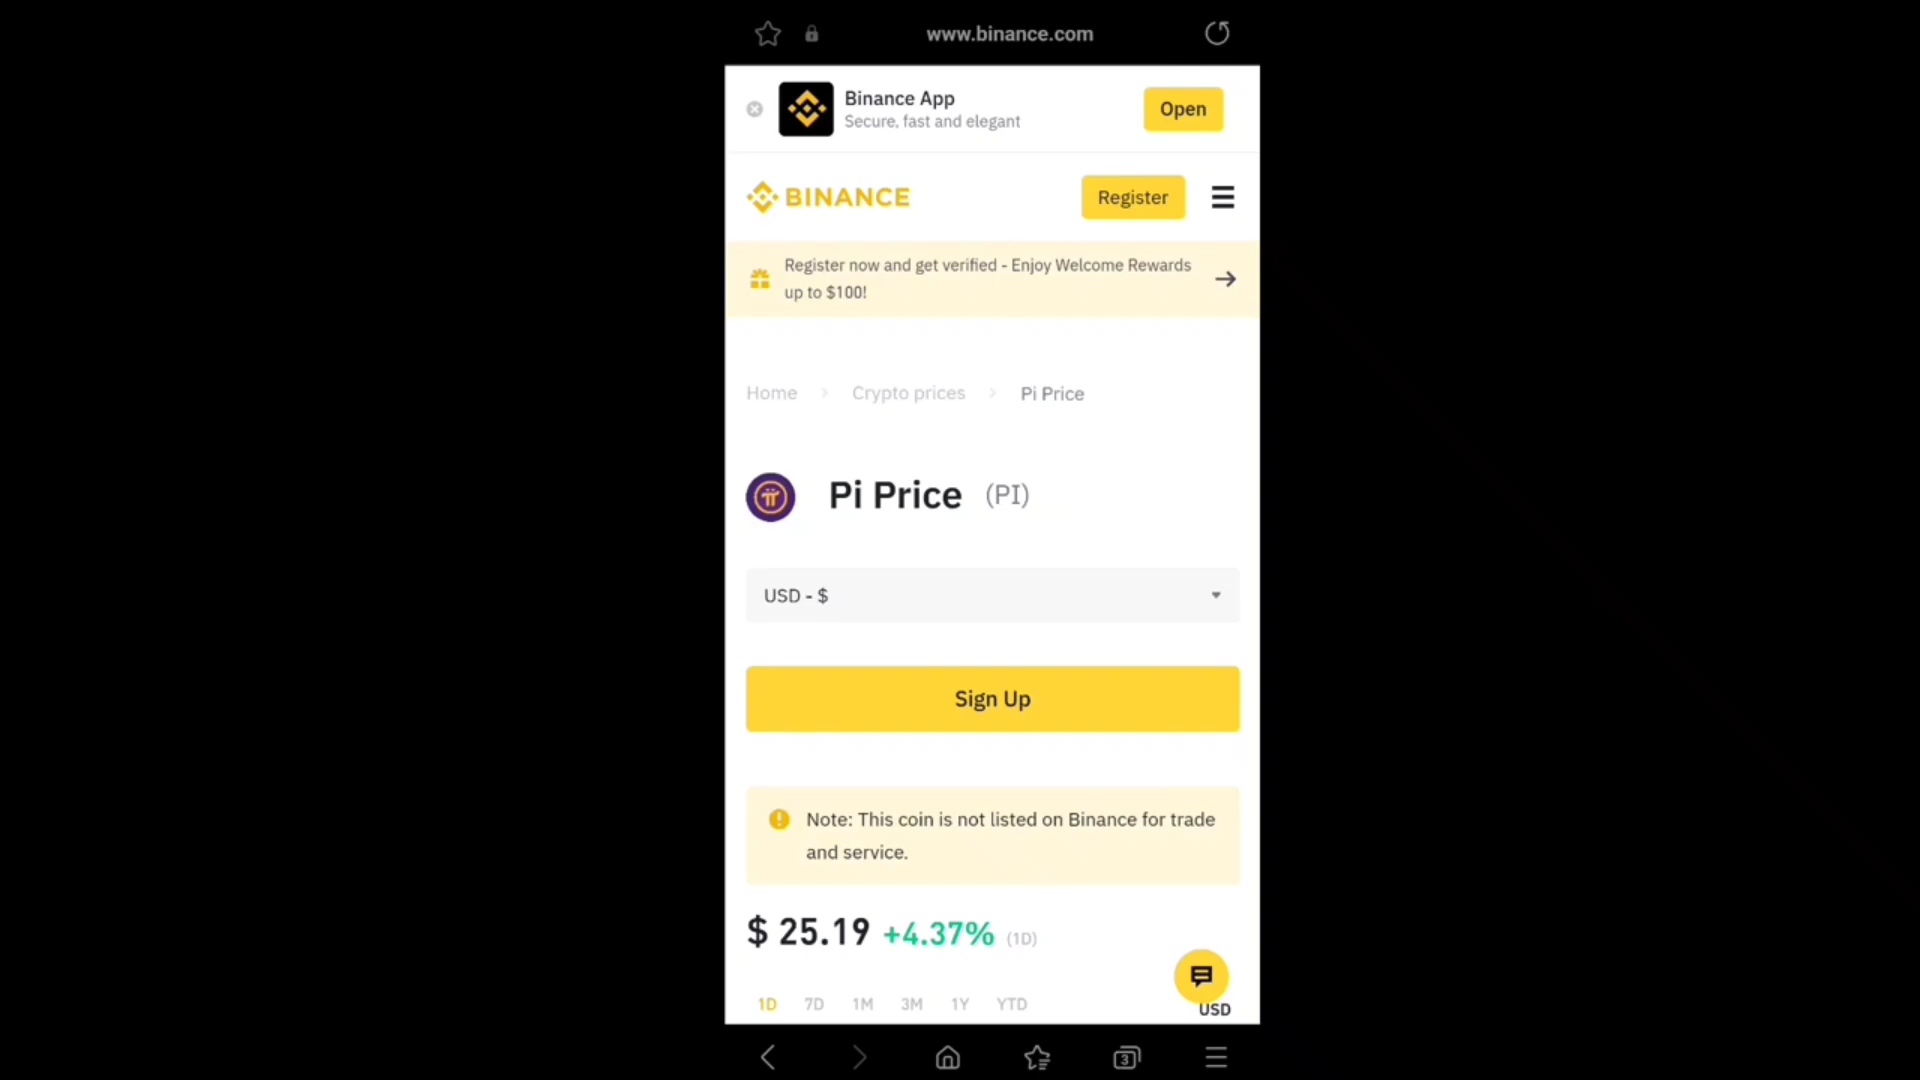 www.binance.com
Binance App
Secure, fast and elegant
Open
BINANCE
Register
Register now and get verified - Enjoy Welcome Rewards
up to $100!
Home > Crypto prices > Pi Price
Pi Price (PI)
USD - $
Sign Up
Note: This coin is not listed on Binance for trade
and service.
$ 25.19 +4.37% (1D)
1D 7D 1M 3M 1Y YTD
USD
3